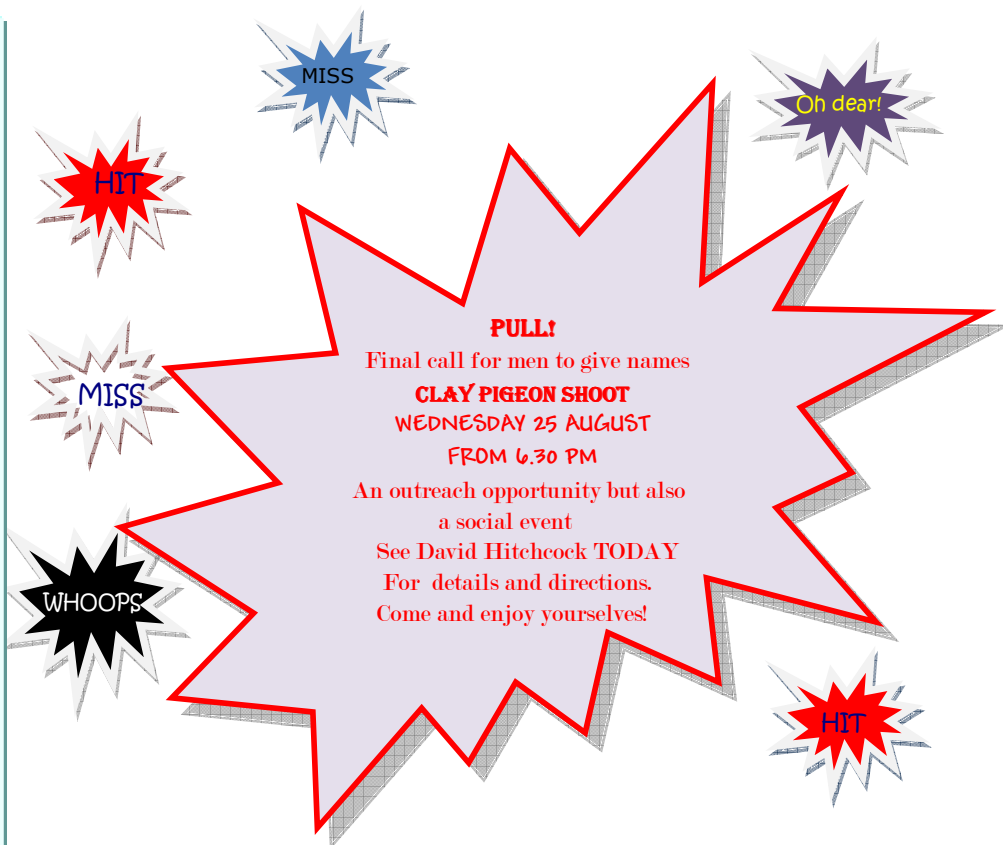 MISS
Oh dear!
HIT
PULL!
Final call for men to give names
CLAY PIGEON SHOOT
WEDNESDAY 25 AUGUST
FROM 6.30 PM
An outreach opportunity but also
a social event
See David Hitchcock TODAY
For details and directions.
Come and enjoy yourselves!
MISS
WHOOPS
HIT